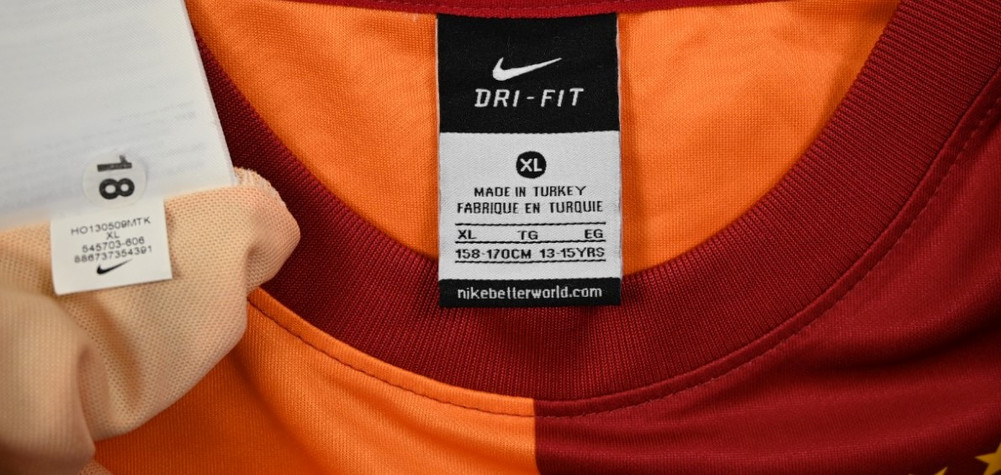 18
HO130509MTK
XL
545703-606
886737354391
DRI-FIT
XL
MADE IN TURKEY
FABRIQUE EN TURQUIE
XL TG EG
158-170CM 13-15YRS
nikebetterworld.com